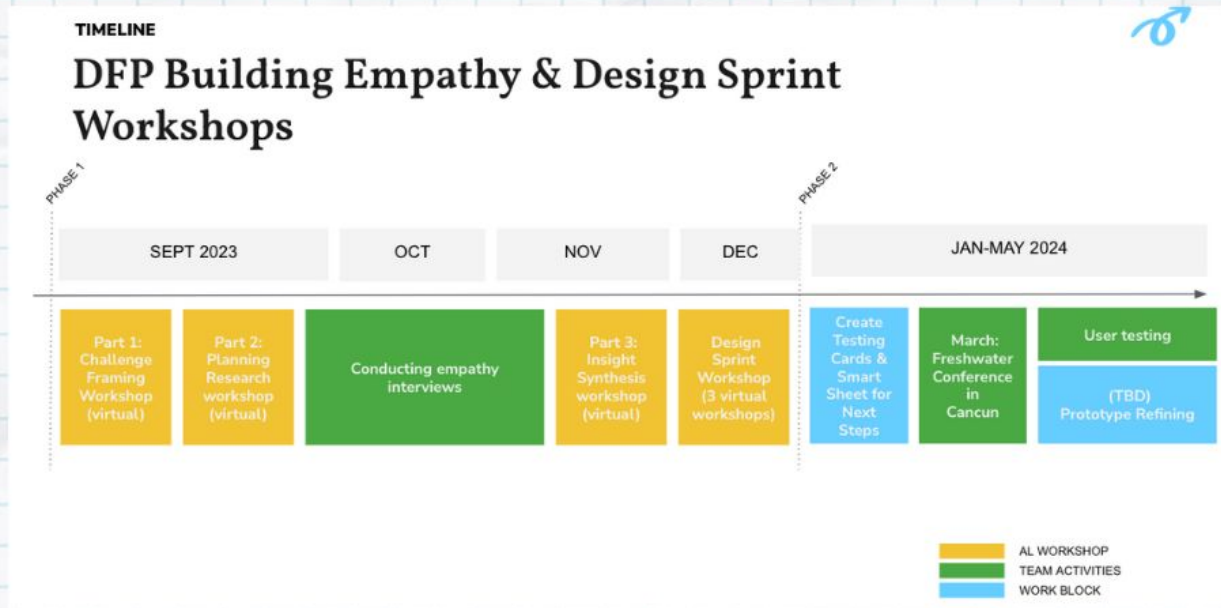 TIMELINE
DFP Building Empathy & Design Sprint
Workshops
PHASE 1
PHASE 2
SEPT 2023
OCT
NOV
DEC
JAN-MAY 2024
Part 1:
Challenge
Framing
Workshop
(virtual)
Part 2:
Planning
Research
workshop
(virtual)
Conducting empathy
interviews
Part 3:
Insight
Synthesis
workshop
(virtual)
Design
Sprint
Workshop
(3 virtual
workshops)
Create
Testing
Cards &
Smart
Sheet for
Next
Steps
March:
Freshwater
Conference
in
Cancun
User testing
(TBD)
Prototype Refining
AL WORKSHOP
TEAM ACTIVITIES
WORK BLOCK